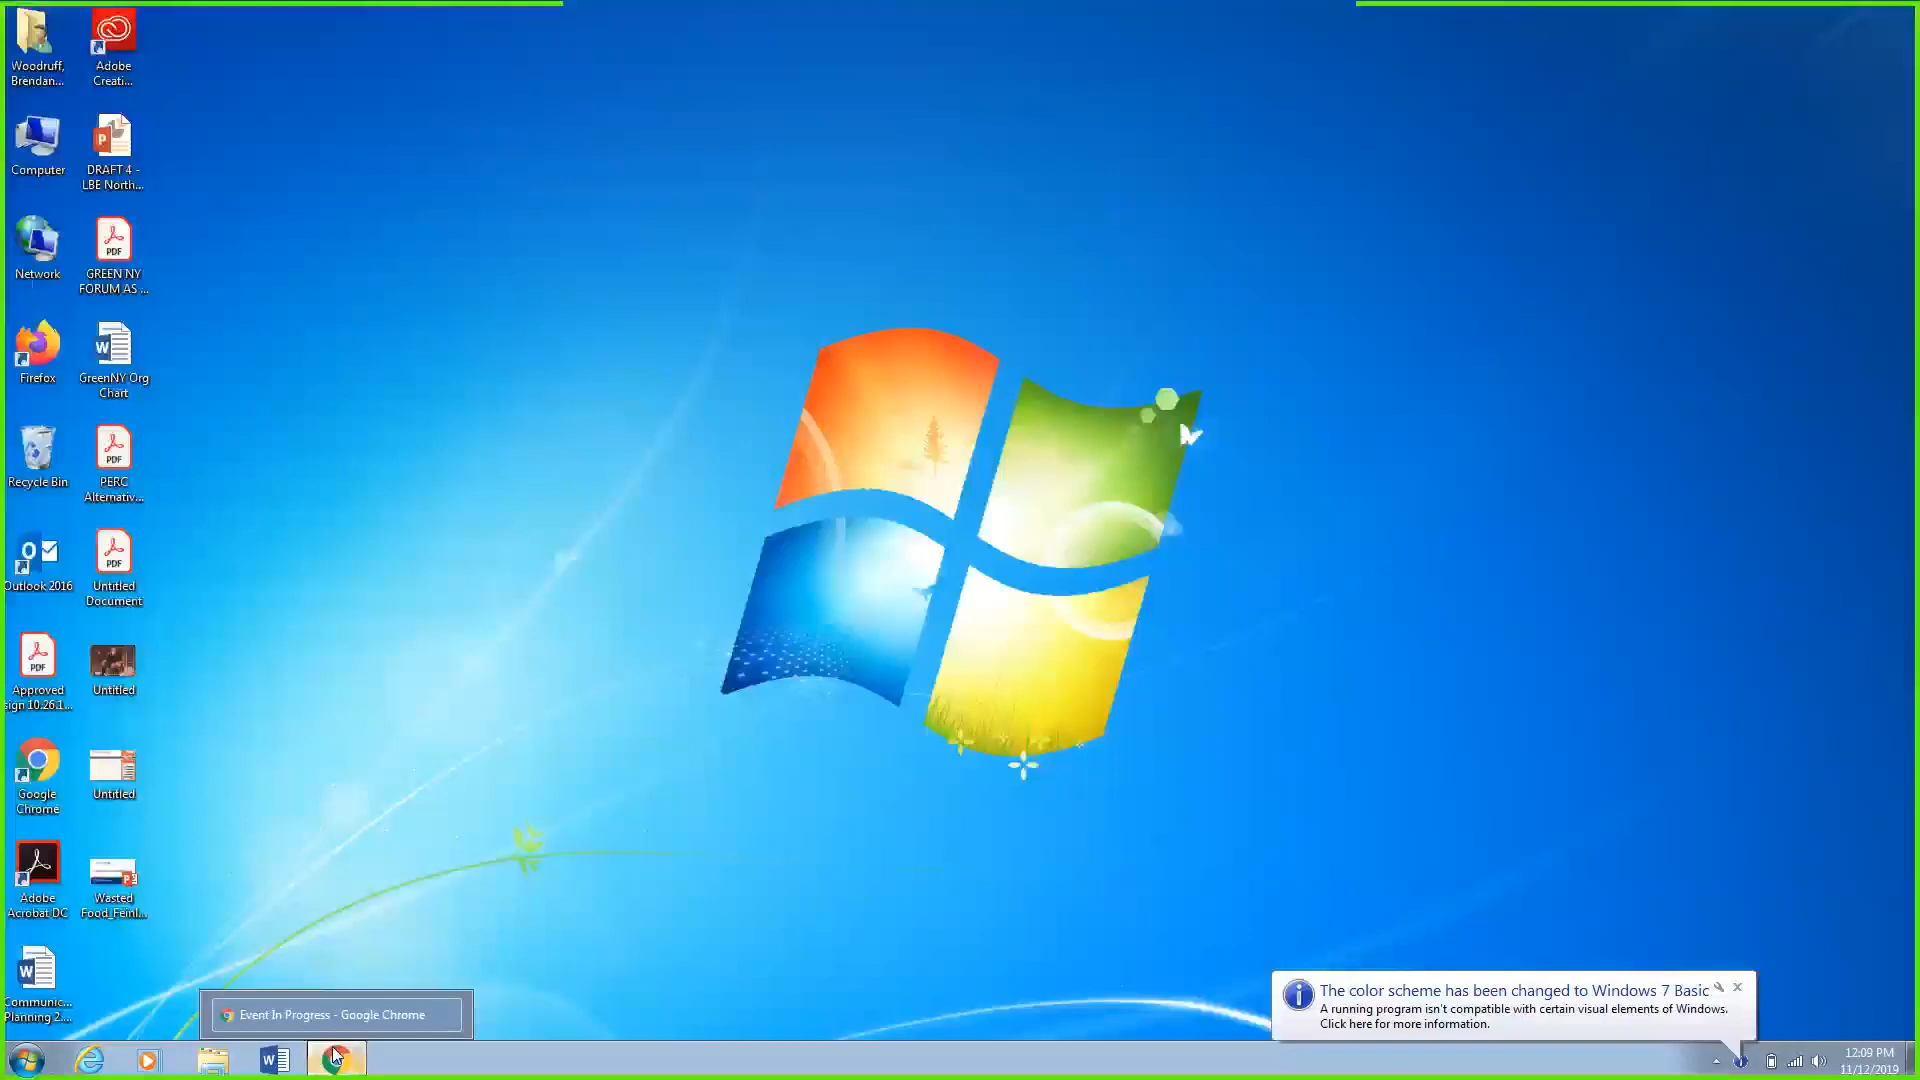 Woodruff,
Brendan...
Adobe
Creati...
Computer
DRAFT 4 -
LBE North...
Network
GREEN NY
FORUM AS ...
Firefox
GreenNY Org
Chart
Recycle Bin
PERC
Alternativ...
Outlook 2016
Untitled
Document
Approved
sign 10.26.1...
Untitled
Google
Chrome
Untitled
Adobe
Acrobat DC
Wasted
Food_Feinl...
Communic...
Planning 2....
Event In Progress - Google Chrome
The color scheme has been changed to Windows 7 Basic
A running program isn't compatible with certain visual elements of Windows.
Click here for more information.
12:09 PM
11/12/2019